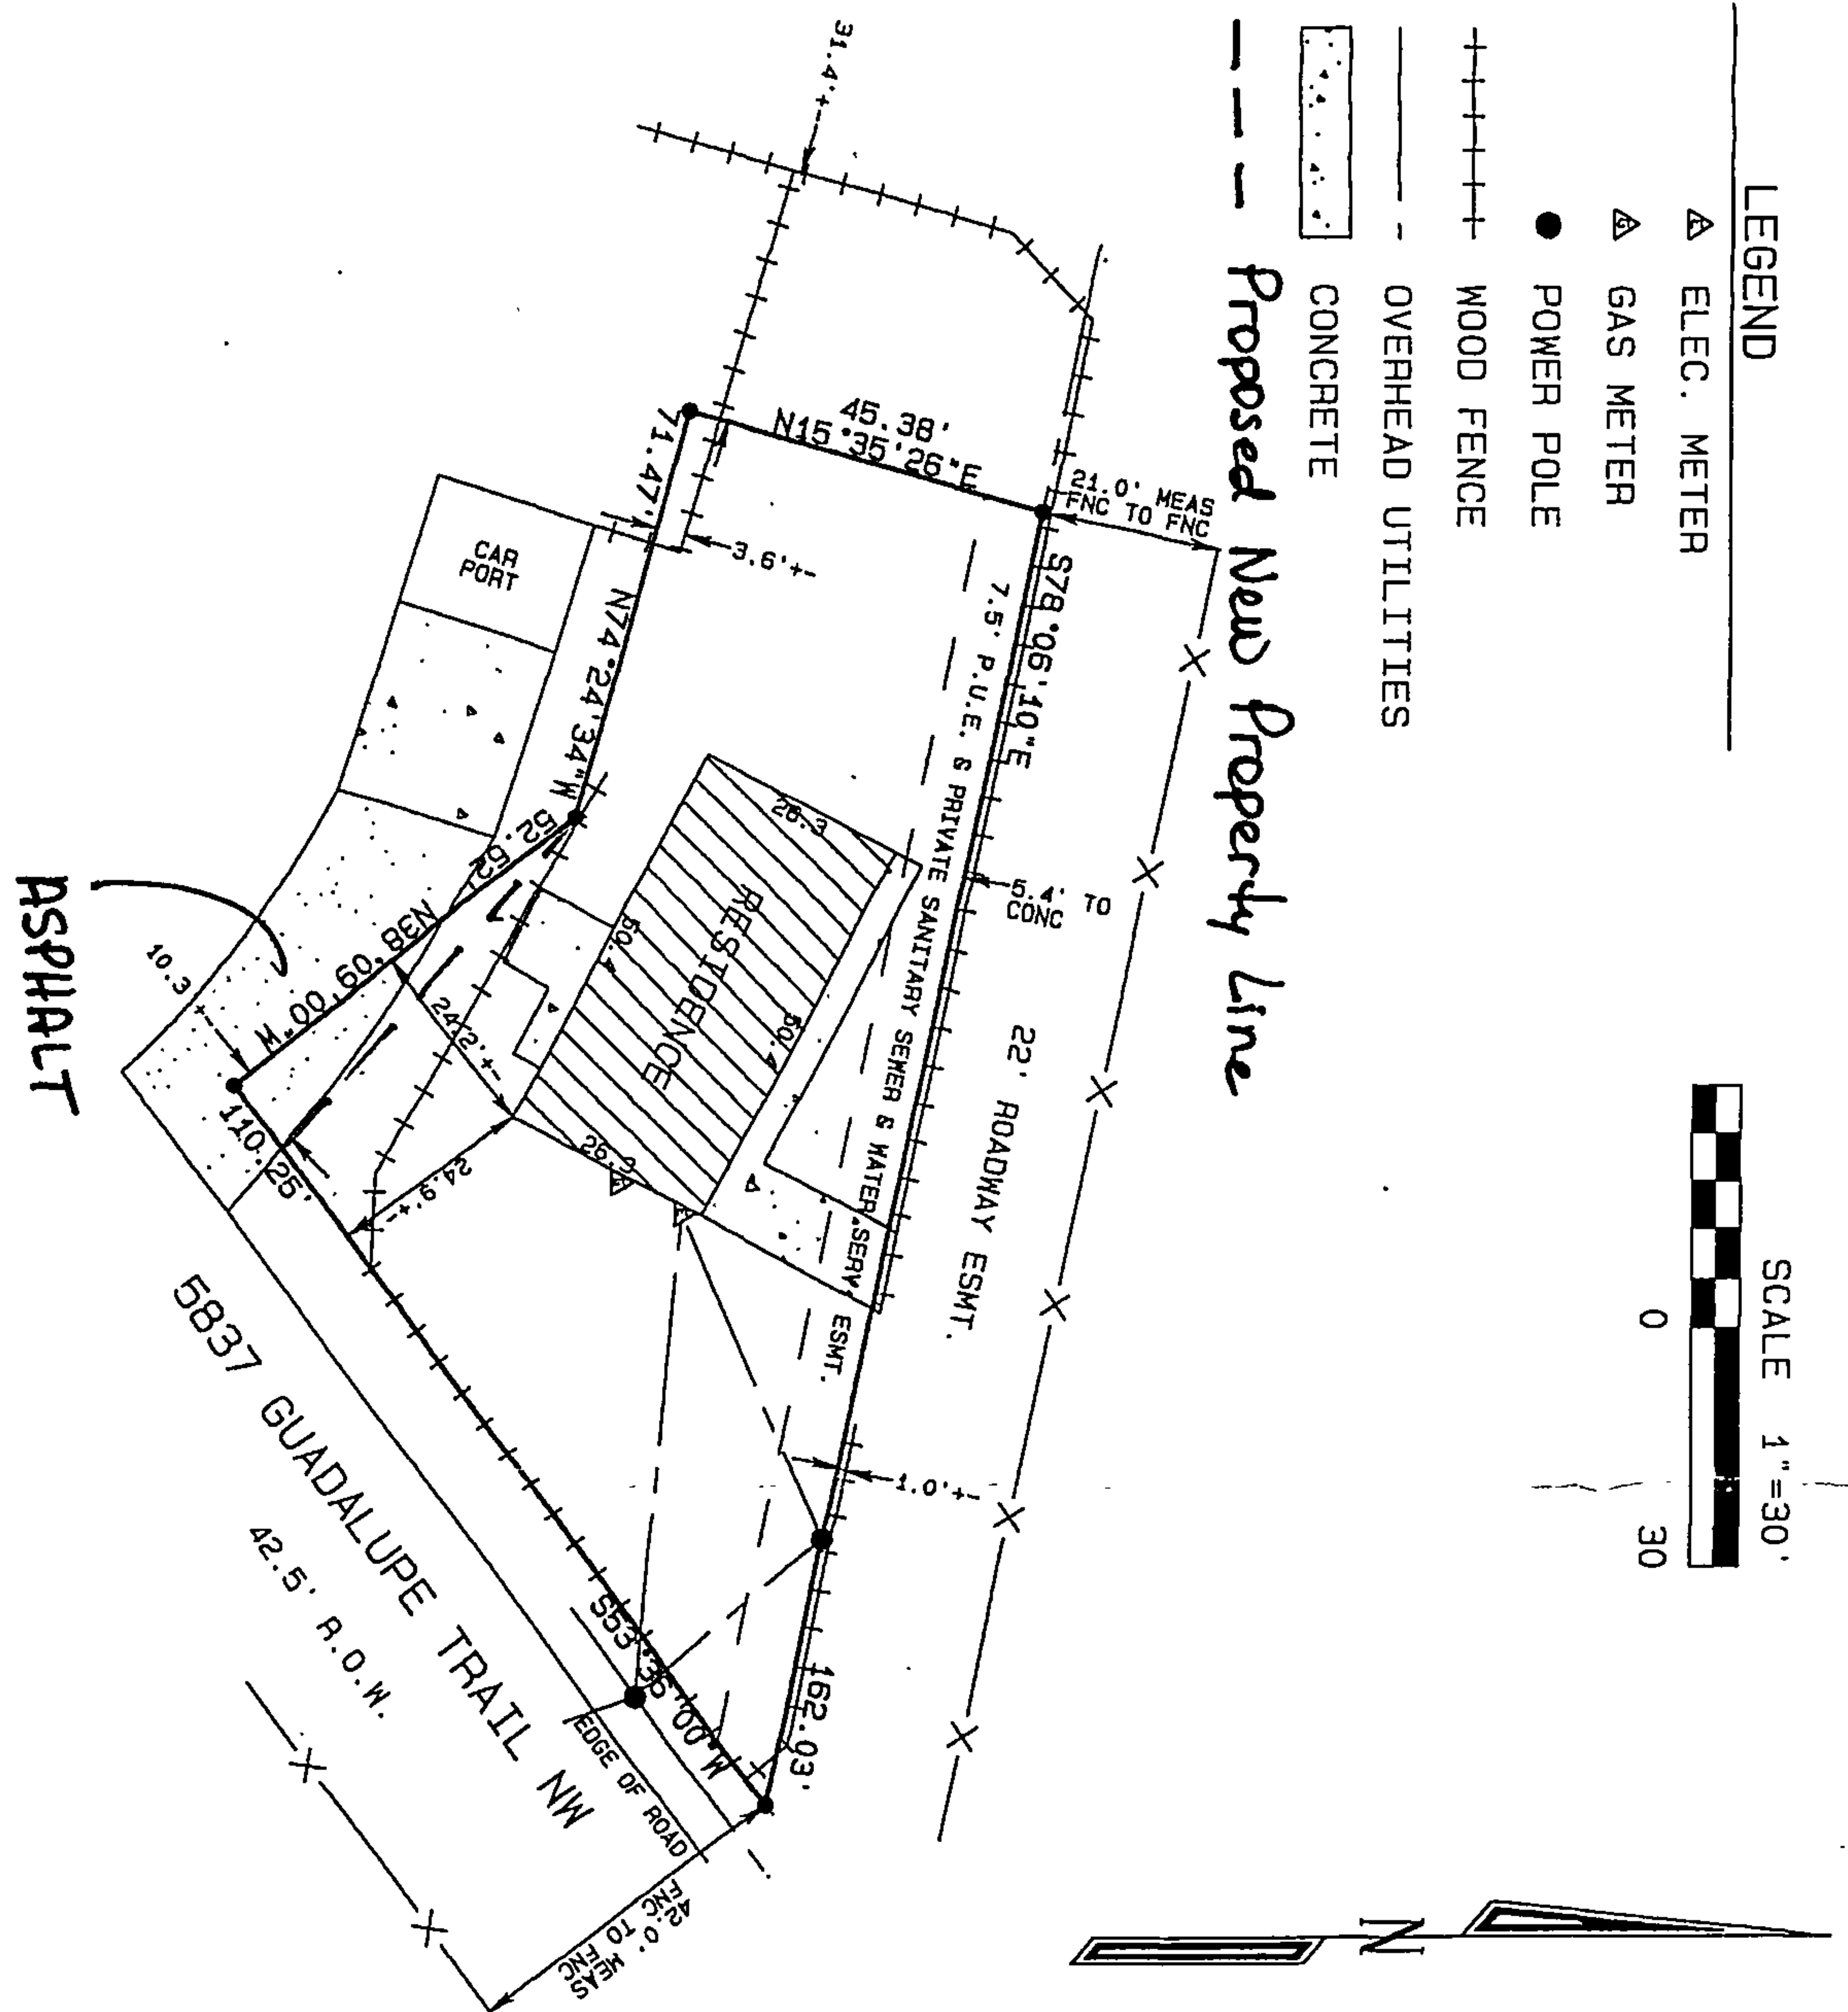 LEGEND
ELEC. METER
GAS METER
POWER POLE
WOOD FENCE
OVERHEAD UTILITIES
CONCRETE
Proposed New Property Line
SCALE 1"=30'
0
30
N
31.4'+-
45.38'
N15°35'26"E
21.0' MEAS
FNC TO FNC
S78°06'10"E
162.03'
7.5' P.U.E. & PRIVATE SANITARY SEWER & WATER SERV. ESMT.
22' ROADWAY ESMT.
5.4' TO
CONC
1.0'+-
71.47'
N74°24'34"W
3.6'+-
CAR
PORT
52.62'
N38°09'00"W
RESIDENCE
26.3
50.4
50.4
26.3
24.2'+-
24.9'+-
10.3'+-
ASPHALT
110.25'
S53°36'00"W
5837 GUADALUPE TRAIL NW
42.5' R.O.W.
EDGE OF ROAD
42.0' MEAS
FNC TO
FNC